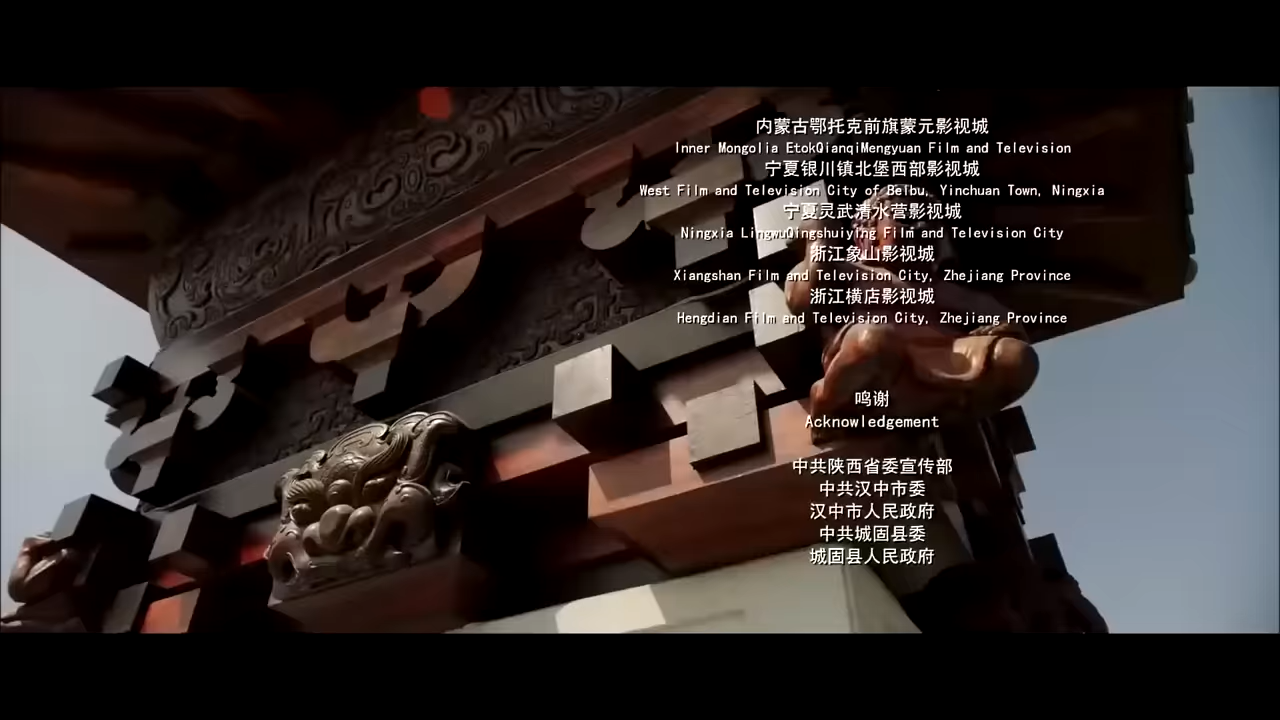 内蒙古鄂托克前旗蒙元影视城
Inner Mongolia EtokQianqiMengyuan Film and Television
宁夏银川镇北堡西部影视城
West Film and Television City of Beibu, Yinchuan Town, Ningxia
宁夏灵武清水营影视城
Ningxia LingwuQingshuiying Film and Television City
浙江象山影视城
Xiangshan Film and Television City, Zhejiang Province
浙江横店影视城
Hengdian Film and Television City, Zhejiang Province
鸣谢
Acknowledgement
中共陕西省委宣传部
中共汉中市委
汉中市人民政府
中共城固县委
城固县人民政府